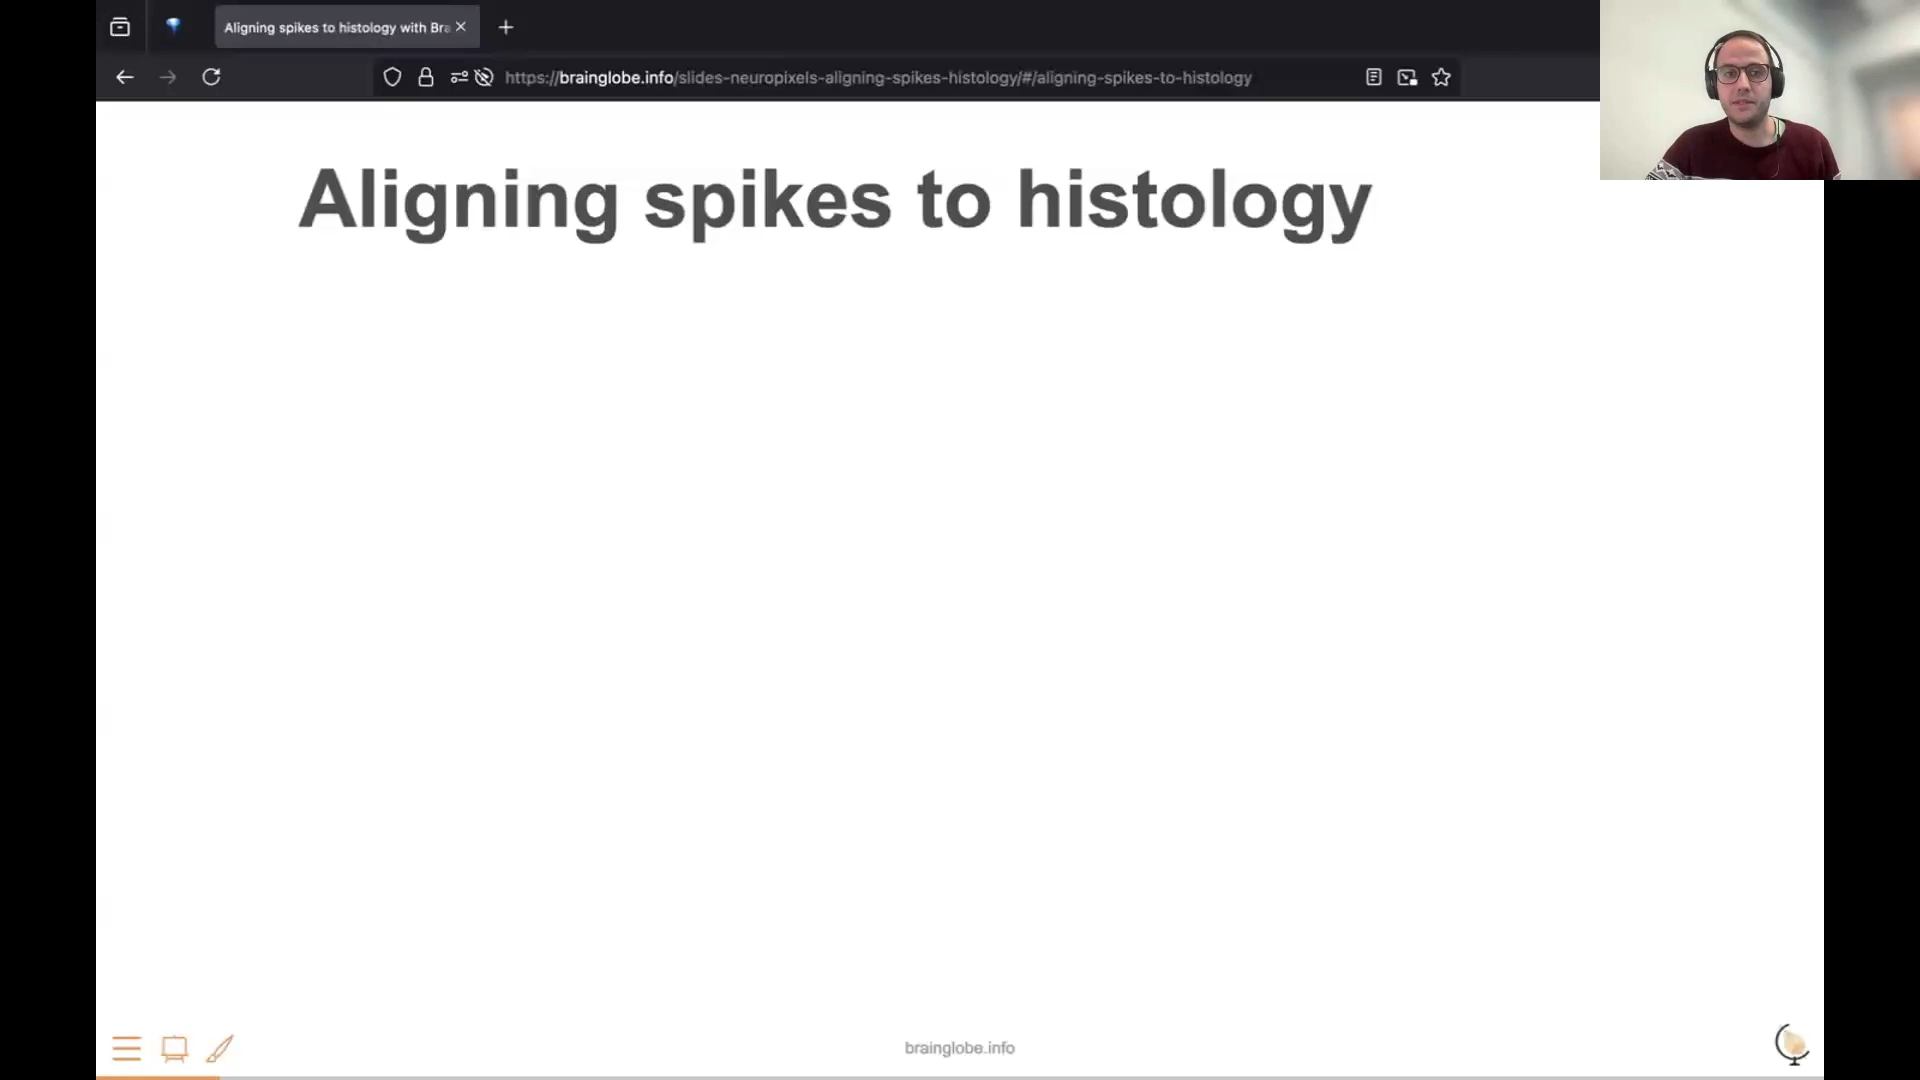 Aligning spikes to histology with Bra
https://brainglobe.info/slides-neuropixels-aligning-spikes-histology/#/aligning-spikes-to-histology
Aligning spikes to histology
brainglobe.info